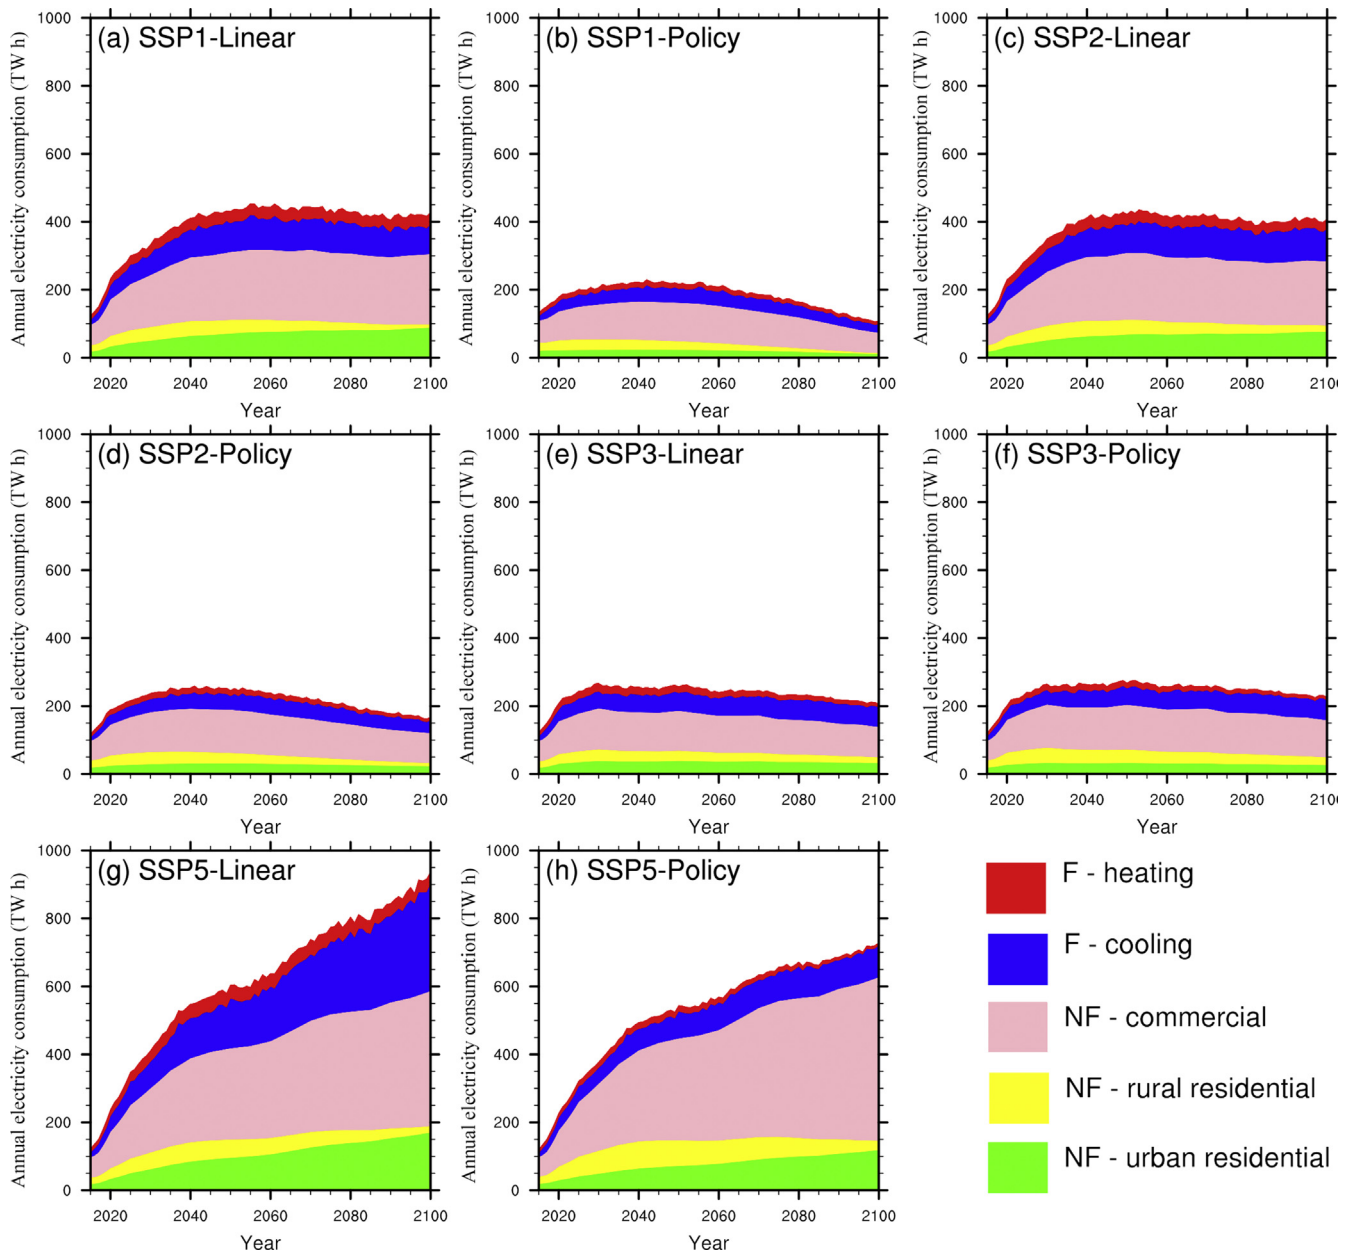 (a) SSP1-Linear
Annual electricity consumption (TW h)
1000
800
600
400
200
0
2020 2040 2060 2080 2100
Year
(b) SSP1-Policy
Annual electricity consumption (TW h)
1000
800
600
400
200
0
2020 2040 2060 2080 2100
Year
(c) SSP2-Linear
Annual electricity consumption (TW h)
1000
800
600
400
200
0
2020 2040 2060 2080 2100
Year
(d) SSP2-Policy
Annual electricity consumption (TW h)
1000
800
600
400
200
0
2020 2040 2060 2080 2100
Year
(e) SSP3-Linear
Annual electricity consumption (TW h)
1000
800
600
400
200
0
2020 2040 2060 2080 2100
Year
(f) SSP3-Policy
Annual electricity consumption (TW h)
1000
800
600
400
200
0
2020 2040 2060 2080 2100
Year
(g) SSP5-Linear
Annual electricity consumption (TW h)
1000
800
600
400
200
0
2020 2040 2060 2080 2100
Year
(h) SSP5-Policy
Annual electricity consumption (TW h)
1000
800
600
400
200
0
2020 2040 2060 2080 2100
Year
F - heating
F - cooling
NF - commercial
NF - rural residential
NF - urban residential